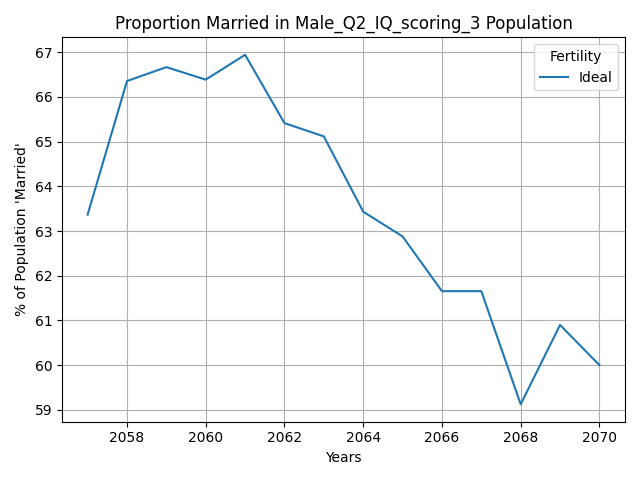 Proportion Married in Male_Q2_IQ_scoring_3 Population
Fertility
Ideal
67
66
65
64
63
62
61
60
59
% of Population 'Married'
2058 2060 2062 2064 2066 2068 2070
Years